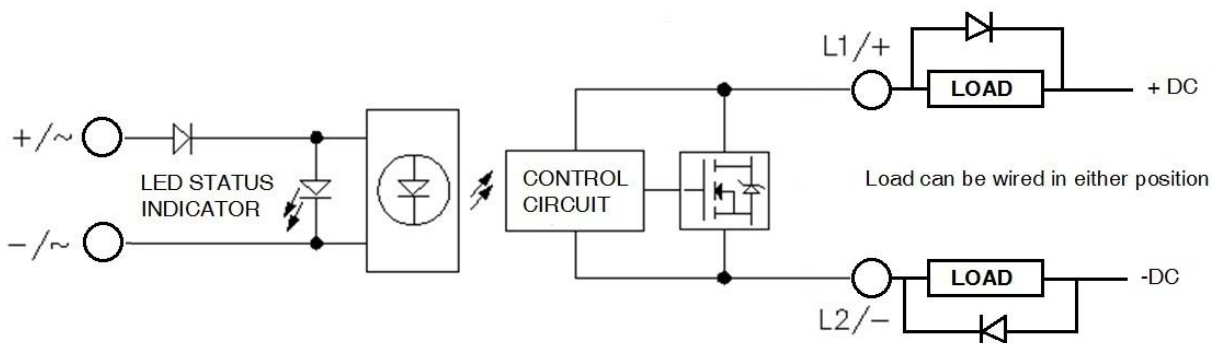 L1/+
LOAD
+ DC
+/~
LED STATUS
INDICATOR
CONTROL
CIRCUIT
Load can be wired in either position
-/~
LOAD
-DC
L2/-